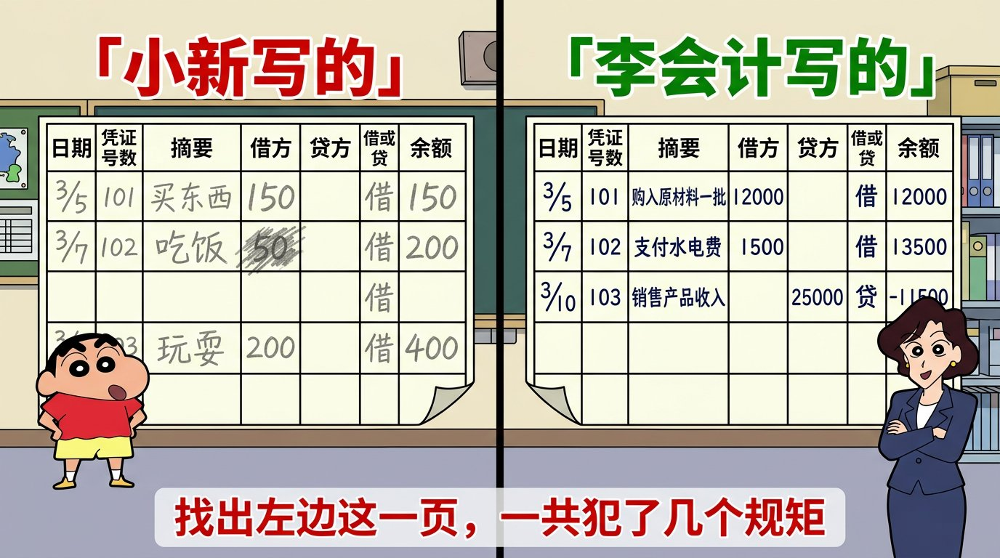 「小新写的」
日期 凭证号数 摘要 借方 贷方 借或贷 余额
3/5 101 买东西 150 借 150
3/7 102 吃饭 50 借 200
借
玩耍 200 借 400
「李会计写的」
日期 凭证号数 摘要 借方 贷方 借或贷 余额
3/5 101 购入原材料一批 12000 借 12000
3/7 102 支付水电费 1500 借 13500
3/10 103 销售产品收入 25000 贷 -11500
找出左边这一页，一共犯了几个规矩